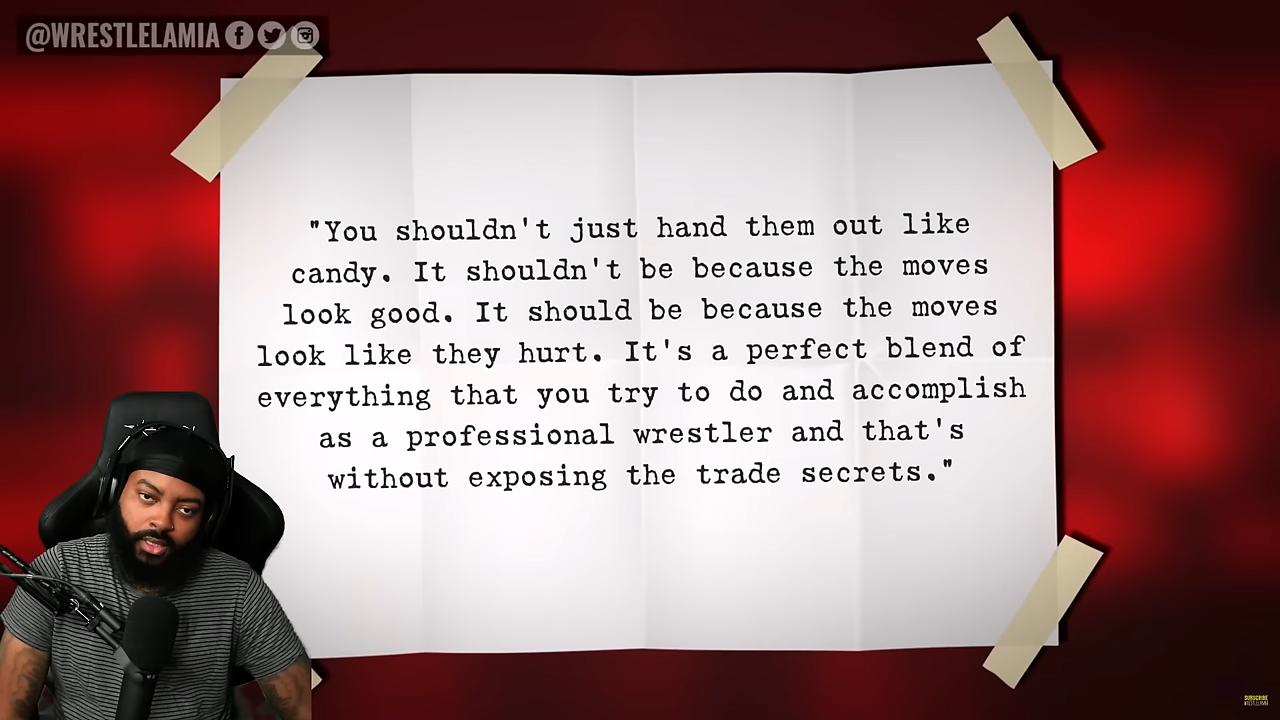 @WRESTLELAMIA
"You shouldn't just hand them out like
candy. It shouldn't be because the moves
look good. It should be because the moves
look like they hurt. It's a perfect blend of
everything that you try to do and accomplish
as a professional wrestler and that's
without exposing the trade secrets."
SUBSCRIBE
WRESTLELAMIA